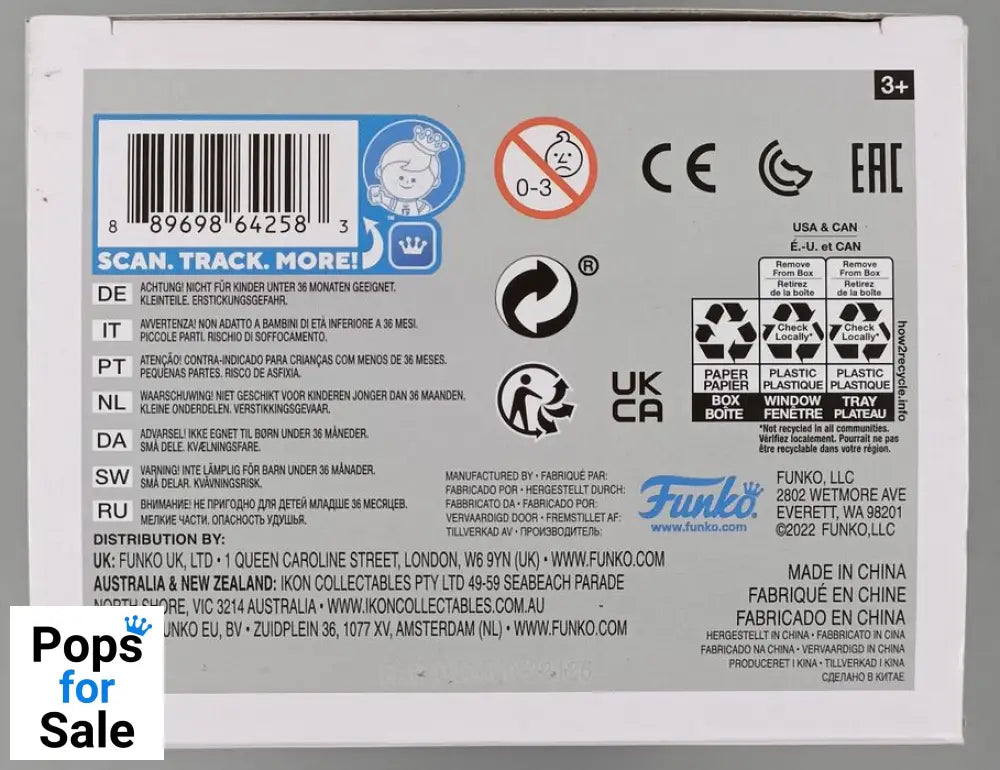 3+
8 89698 64258 3
™
SCAN. TRACK. MORE!
0-3
CE
EAC
®
UK
CA
USA & CAN
É.-U. et CAN
Remove
From Box
Retirez
de la boîte
Remove
From Box
Retirez
de la boîte
Check
Locally*
Check
Locally*
PAPER
PAPIER
PLASTIC
PLASTIQUE
PLASTIC
PLASTIQUE
BOX
BOÎTE
WINDOW
FENÊTRE
TRAY
PLATEAU
how2recycle.info
*Not recycled in all communities.
Vérifiez localement. Pourrait ne pas
être recyclable dans votre région.
DE ACHTUNG! NICHT FÜR KINDER UNTER 36 MONATEN GEEIGNET.
KLEINTEILE. ERSTICKUNGSGEFAHR.
IT AVVERTENZA! NON ADATTO A BAMBINI DI ETÀ INFERIORE A 36 MESI.
PICCOLE PARTI. RISCHIO DI SOFFOCAMENTO.
PT ATENÇÃO! CONTRA-INDICADO PARA CRIANÇAS COM MENOS DE 36 MESES.
PEQUENAS PARTES. RISCO DE ASFIXIA.
NL WAARSCHUWING! NIET GESCHIKT VOOR KINDEREN JONGER DAN 36 MAANDEN,
KLEINE ONDERDELEN. VERSTIKKINGSGEVAAR.
DA ADVARSEL! IKKE EGNET TIL BØRN UNDER 36 MÅNEDER.
SMÅ DELE. KVÆLNINGSFARE.
SW VARNING! INTE LÄMPLIG FÖR BARN UNDER 36 MÅNADER.
SMÅ DELAR. KVÄVNINGSRISK.
RU ВНИМАНИЕ! НЕ ПРИГОДНО ДЛЯ ДЕТЕЙ МЛАДШЕ 36 МЕСЯЦЕВ.
МЕЛКИЕ ЧАСТИ. ОПАСНОСТЬ УДУШЬЯ.
MANUFACTURED BY • FABRIQUÉ PAR:
FABRICADO POR • HERGESTELLT DURCH:
FABBRICATO DA • FABRICADO POR:
VERVAARDIGD DOOR • FREMSTILLET AF:
TILLVERKAD AV • ПРОИЗВОДИТЕЛЬ:
Funko
www.funko.com
FUNKO, LLC
2802 WETMORE AVE
EVERETT, WA 98201
©2022 FUNKO,LLC
DISTRIBUTION BY:
UK: FUNKO UK, LTD • 1 QUEEN CAROLINE STREET, LONDON, W6 9YN (UK) • WWW.FUNKO.COM
AUSTRALIA & NEW ZEALAND: IKON COLLECTABLES PTY LTD 49-59 SEABEACH PARADE
NORTH SHORE, VIC 3214 AUSTRALIA • WWW.IKONCOLLECTABLES.COM.AU
UNKO EU, BV • ZUIDPLEIN 36, 1077 XV, AMSTERDAM (NL) • WWW.FUNKO.COM
MADE IN CHINA
FABRIQUÉ EN CHINE
FABRICADO EN CHINA
HERGESTELLT IN CHINA • FABBRICATO IN CINA
FABRICADO NA CHINA • VERVAARDIGD IN CHINA
PRODUCERET I KINA • TILLVERKAD I KINA
СДЕЛАНО В КИТАЕ
Pops
for
Sale